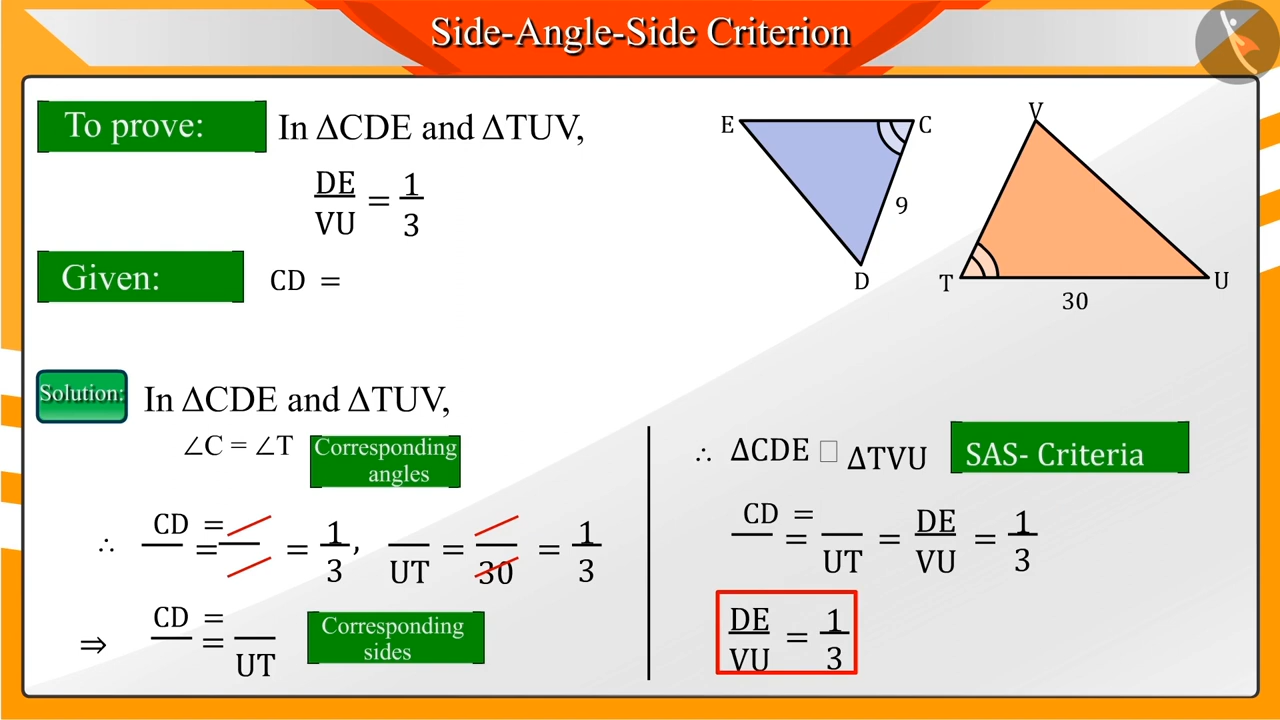 Side-Angle-Side Criterion
To prove: In ΔCDE and ΔTUV,
DE/VU = 1/3
Given: CD =
E
C
9
D
V
T
U
30
Solution: In ΔCDE and ΔTUV,
∠C = ∠T Corresponding
angles
∴ CD = = = 1/3, /UT = /30 = 1/3
⇒ CD = = /UT Corresponding
sides
∴ ΔCDE □ ΔTVU SAS- Criteria
CD = = /UT = DE/VU = 1/3
DE/VU = 1/3